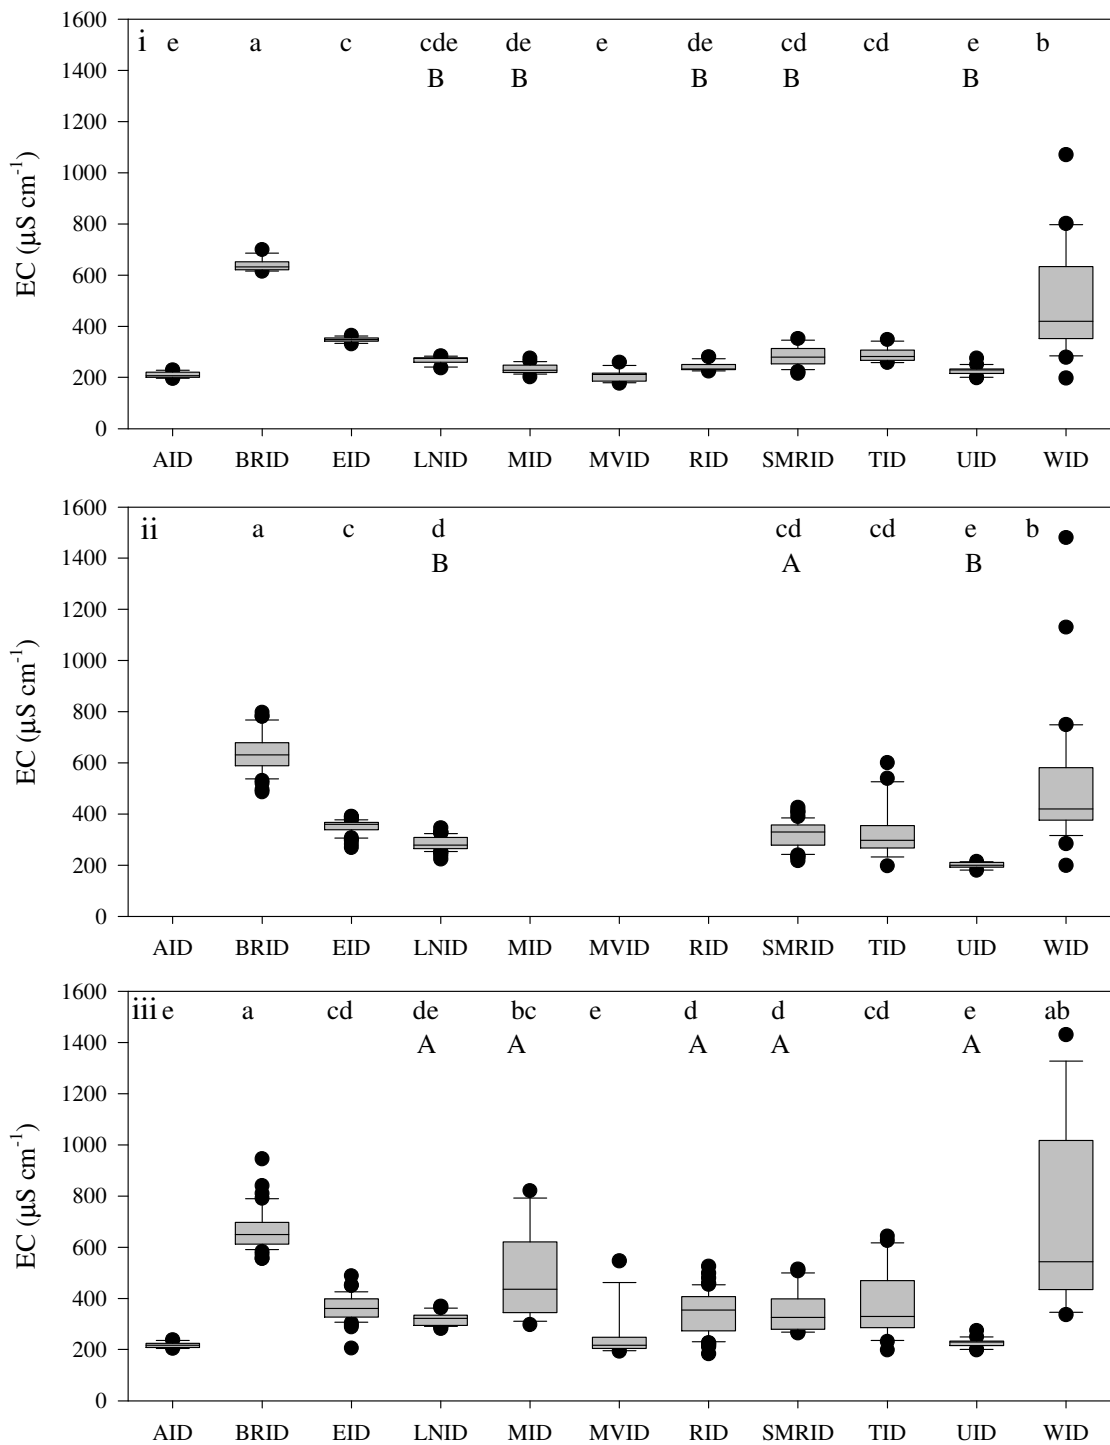 1600
i e a c cde de e de cd cd e b
B B B B B
1400
1200
1000
800
600
400
200
0
EC (µS cm⁻¹)
AID BRID EID LNID MID MVID RID SMRID TID UID WID
1600
ii a c d cd cd e b
B A B
1400
1200
1000
800
600
400
200
0
EC (µS cm⁻¹)
AID BRID EID LNID MID MVID RID SMRID TID UID WID
1600
iii e a cd de bc e d d cd e ab
A A A A A
1400
1200
1000
800
600
400
200
0
EC (µS cm⁻¹)
AID BRID EID LNID MID MVID RID SMRID TID UID WID